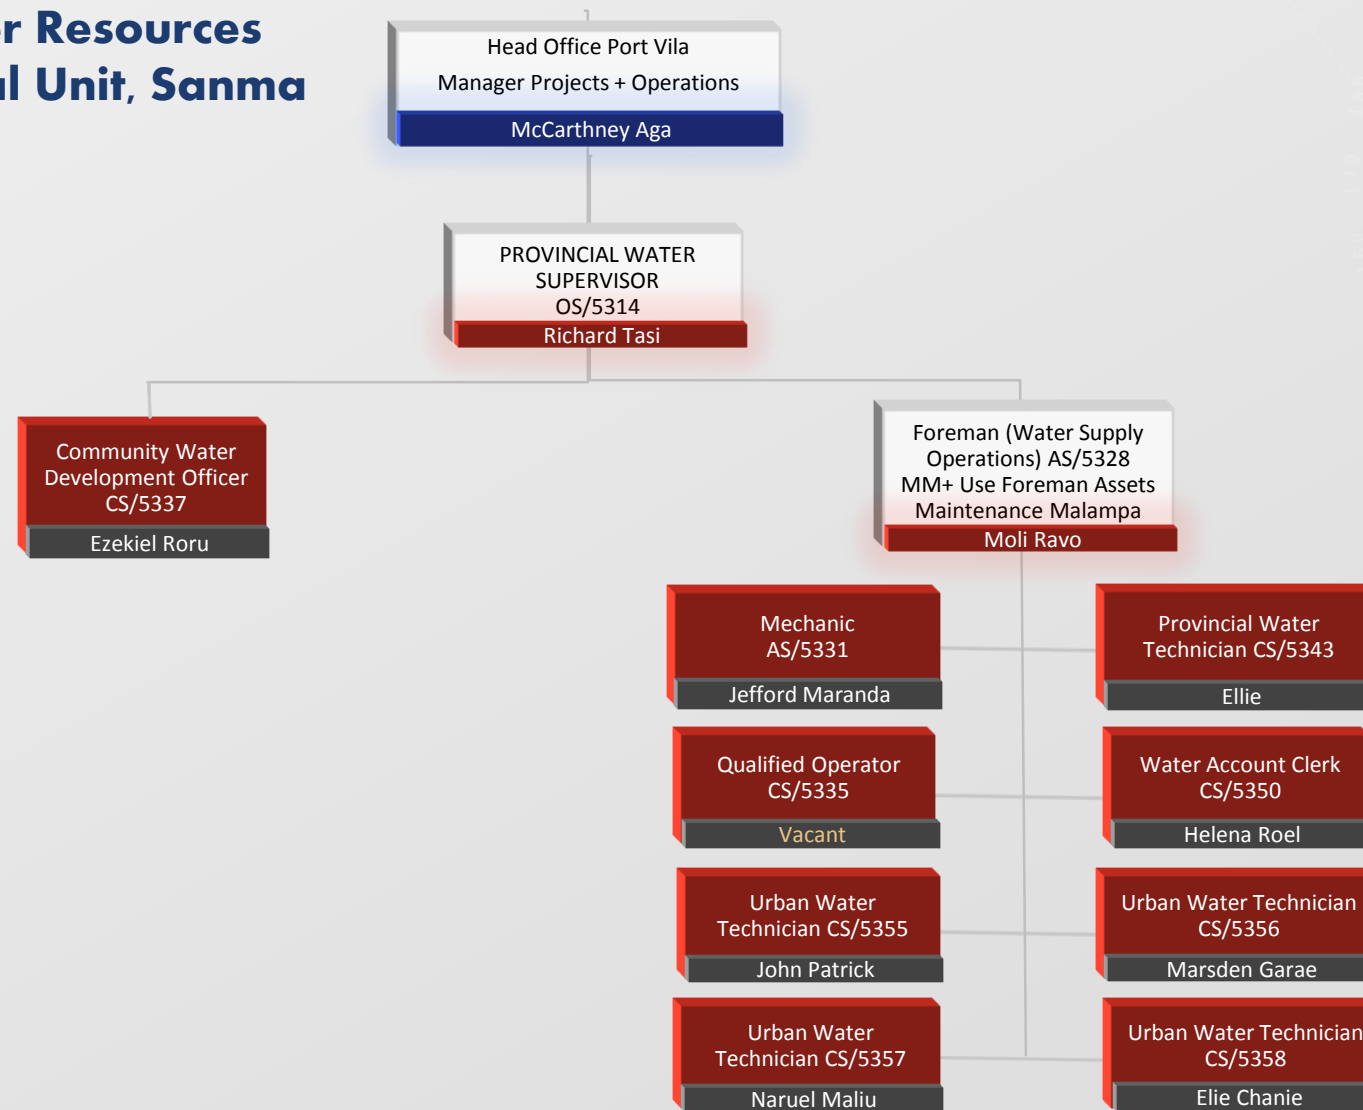 er Resources
al Unit, Sanma
Head Office Port Vila
Manager Projects + Operations
McCarthney Aga
PROVINCIAL WATER
SUPERVISOR
OS/5314
Richard Tasi
Community Water
Development Officer
CS/5337
Ezekiel Roru
Foreman (Water Supply
Operations) AS/5328
MM+ Use Foreman Assets
Maintenance Malampa
Moli Ravo
Mechanic
AS/5331
Jefford Maranda
Provincial Water
Technician CS/5343
Ellie
Qualified Operator
CS/5335
Vacant
Water Account Clerk
CS/5350
Helena Roel
Urban Water
Technician CS/5355
John Patrick
Urban Water Technician
CS/5356
Marsden Garae
Urban Water
Technician CS/5357
Naruel Maliu
Urban Water Technician
CS/5358
Elie Chanie